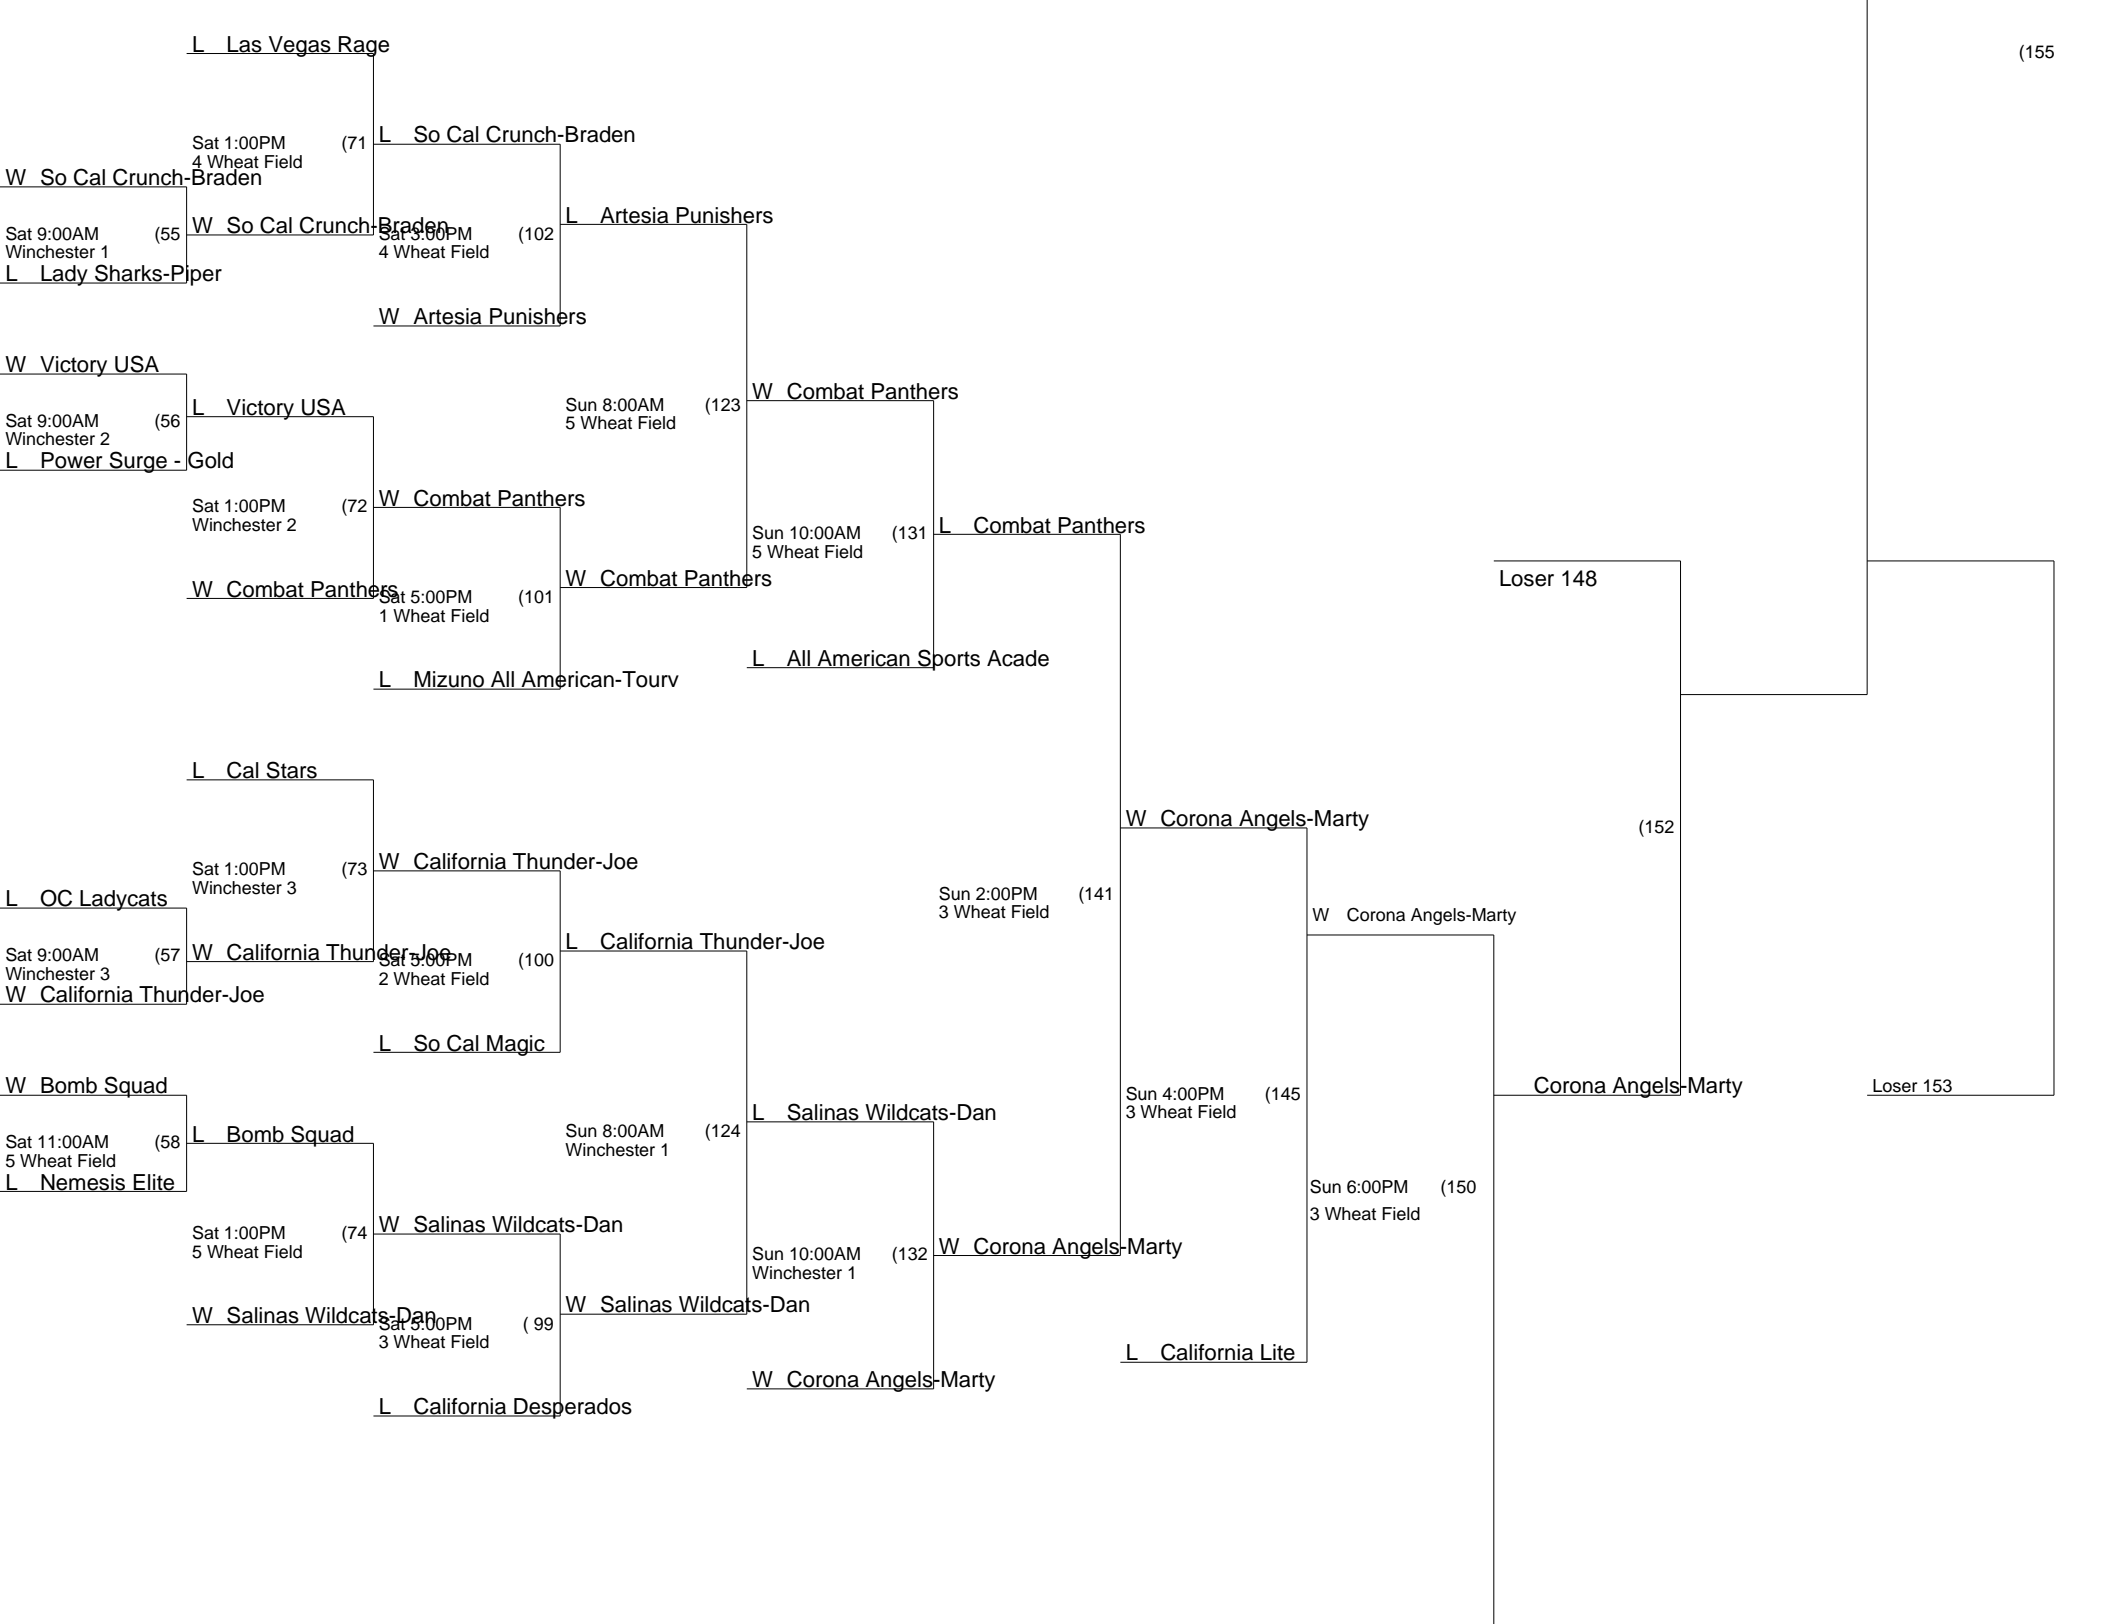 L Las Vegas Rage
(155
Sat 1:00PM (71
4 Wheat Field
L So Cal Crunch-Braden
W So Cal Crunch-Braden
Sat 9:00AM (55
Winchester 1
W So Cal Crunch-Braden
L Lady Sharks-Piper
Sat 3:00PM (102
4 Wheat Field
L Artesia Punishers
W Artesia Punishers
W Victory USA
Sat 9:00AM (56
Winchester 2
L Victory USA
L Power Surge - Gold
Sun 8:00AM (123
5 Wheat Field
W Combat Panthers
Sat 1:00PM (72
Winchester 2
W Combat Panthers
Sun 10:00AM (131
5 Wheat Field
L Combat Panthers
W Combat Panthers
Sat 5:00PM (101
1 Wheat Field
W Combat Panthers
Loser 148
L All American Sports Acade
L Mizuno All American-Tourv
L Cal Stars
Sat 1:00PM (73
Winchester 3
W California Thunder-Joe
W Corona Angels-Marty
(152
L OC Ladycats
Sat 9:00AM (57
Winchester 3
W California Thunder-Joe
W California Thunder-Joe
Sat 5:00PM (100
2 Wheat Field
L California Thunder-Joe
Sun 2:00PM (141
3 Wheat Field
W Corona Angels-Marty
L So Cal Magic
W Bomb Squad
Sat 11:00AM (58
5 Wheat Field
L Bomb Squad
L Nemesis Elite
Sun 8:00AM (124
Winchester 1
L Salinas Wildcats-Dan
Sun 4:00PM (145
3 Wheat Field
Corona Angels-Marty
Loser 153
Sat 1:00PM (74
5 Wheat Field
W Salinas Wildcats-Dan
Sun 10:00AM (132
Winchester 1
W Corona Angels-Marty
Sun 6:00PM (150
3 Wheat Field
W Salinas Wildcats-Dan
Sat 5:00PM ( 99
3 Wheat Field
W Salinas Wildcats-Dan
L California Lite
W Corona Angels-Marty
L California Desperados